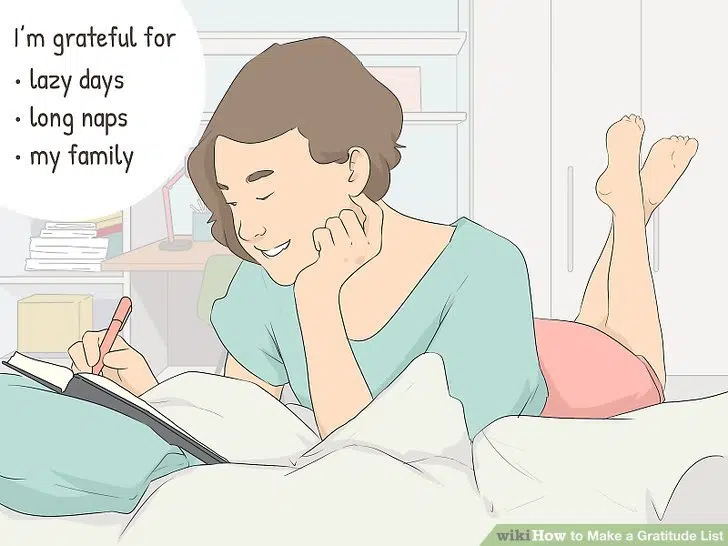 I'm grateful for
• lazy days
• long naps
• my family
wikiHow to Make a Gratitude List